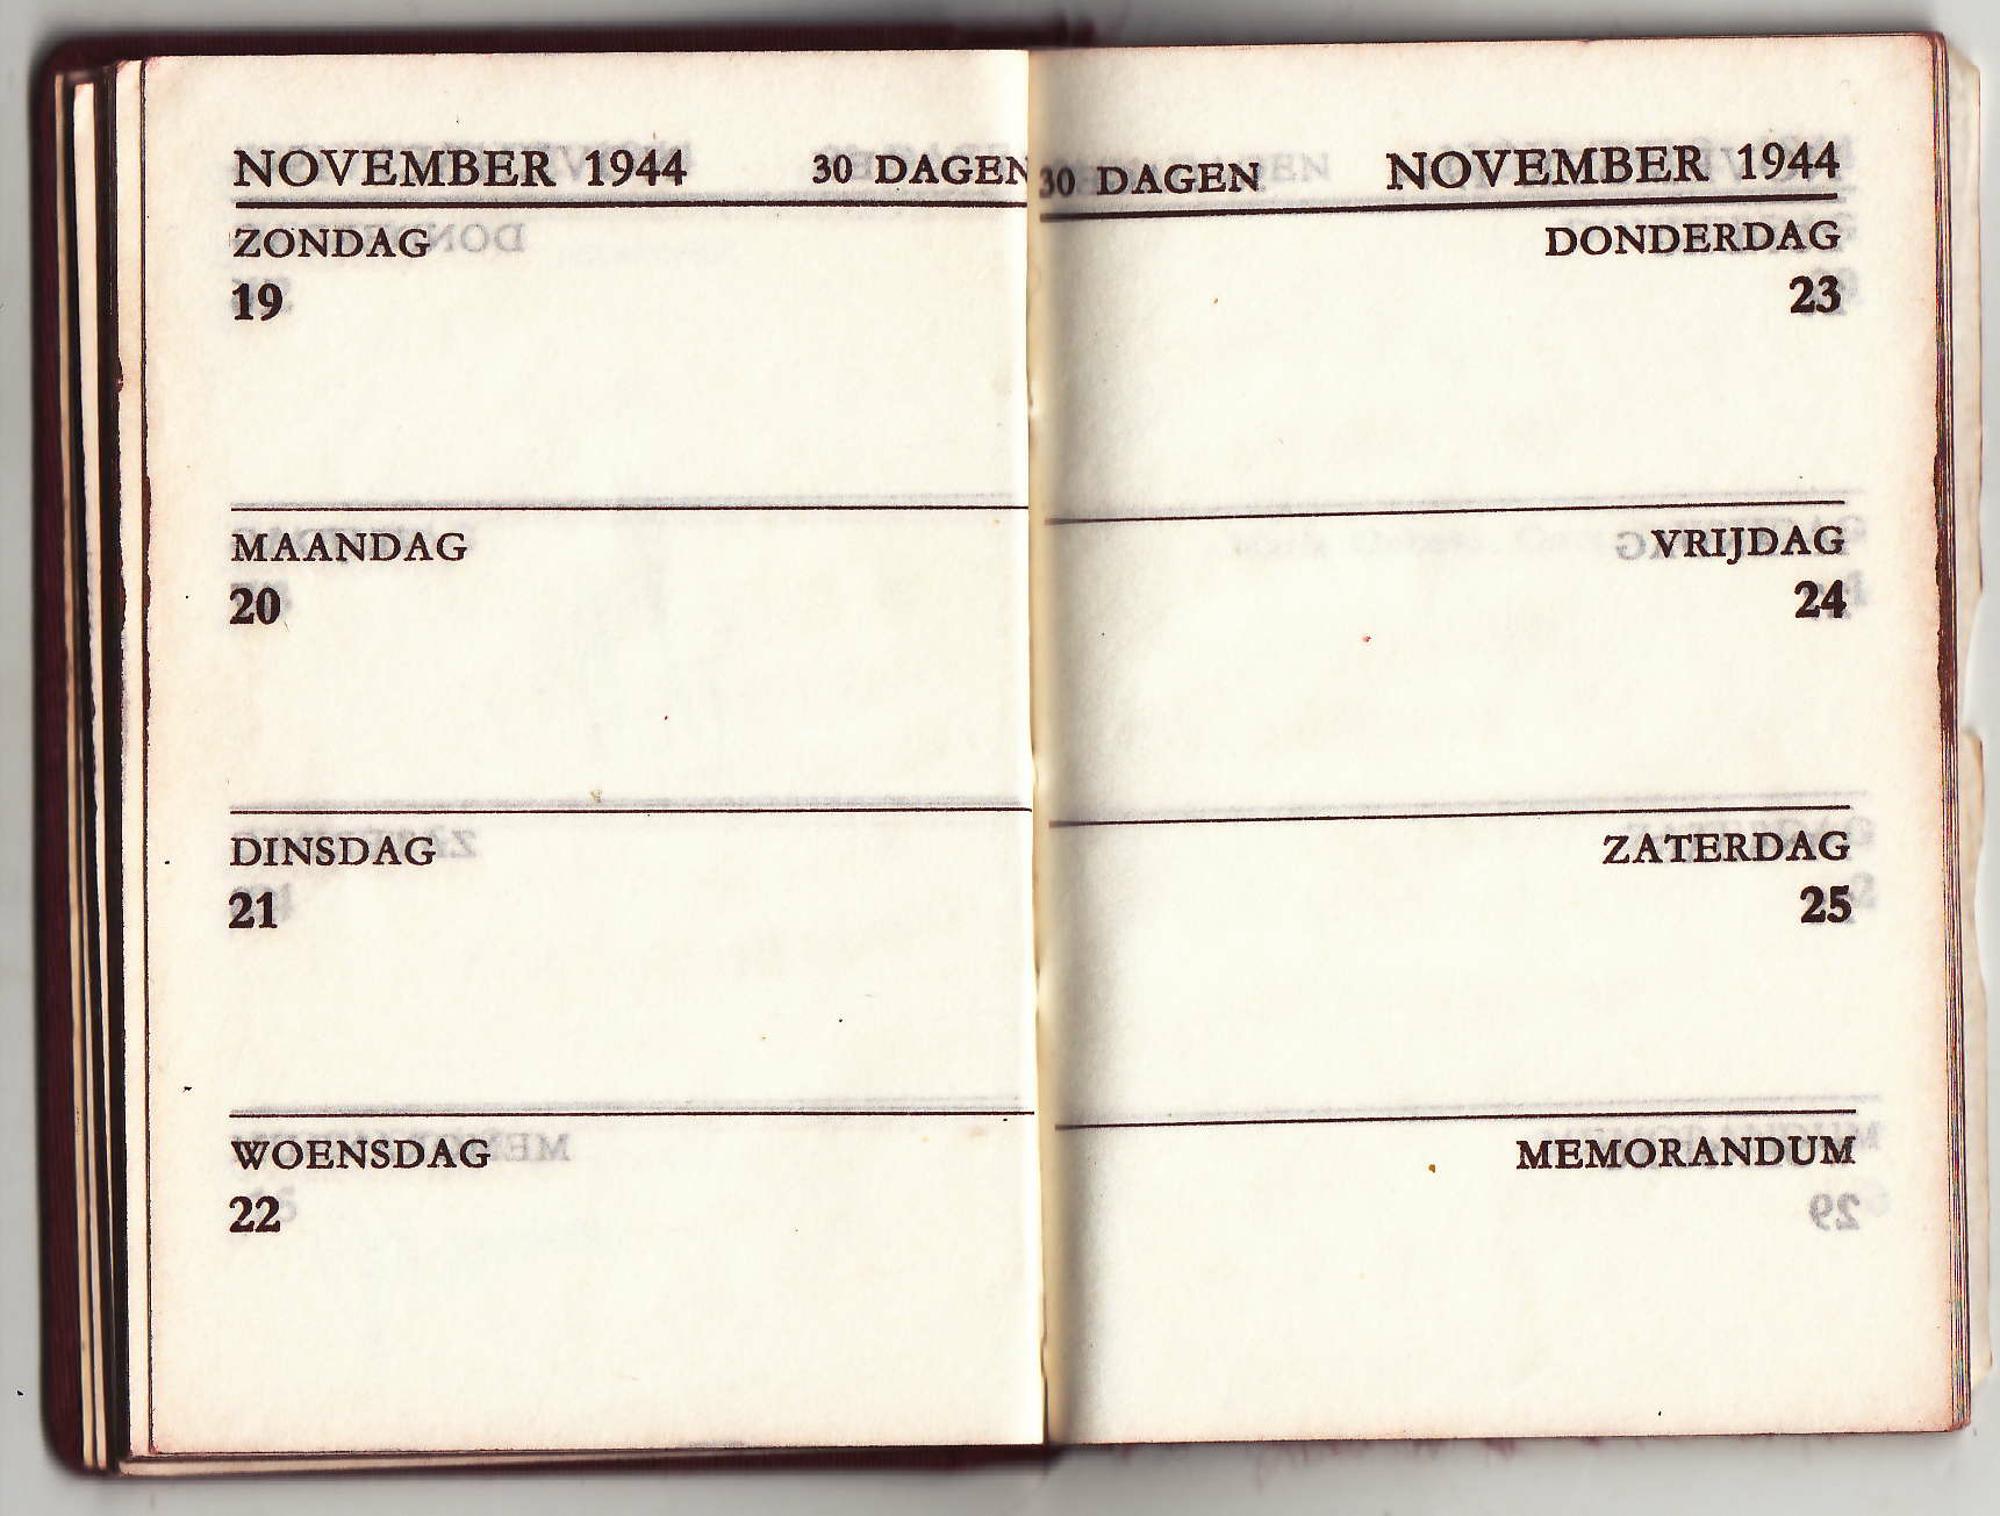 NOVEMBER 1944 30 DAGEN
ZONDAG
19
MAANDAG
20
DINSDAG
21
WOENSDAG
22
30 DAGEN NOVEMBER 1944
DONDERDAG
23
VRIJDAG
24
ZATERDAG
25
MEMORANDUM